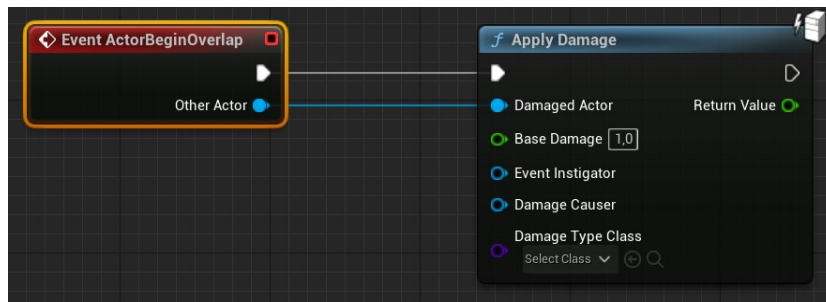 Event ActorBeginOverlap
Other Actor
f Apply Damage
Damaged Actor
Return Value
Base Damage 1,0
Event Instigator
Damage Causer
Damage Type Class
Select Class